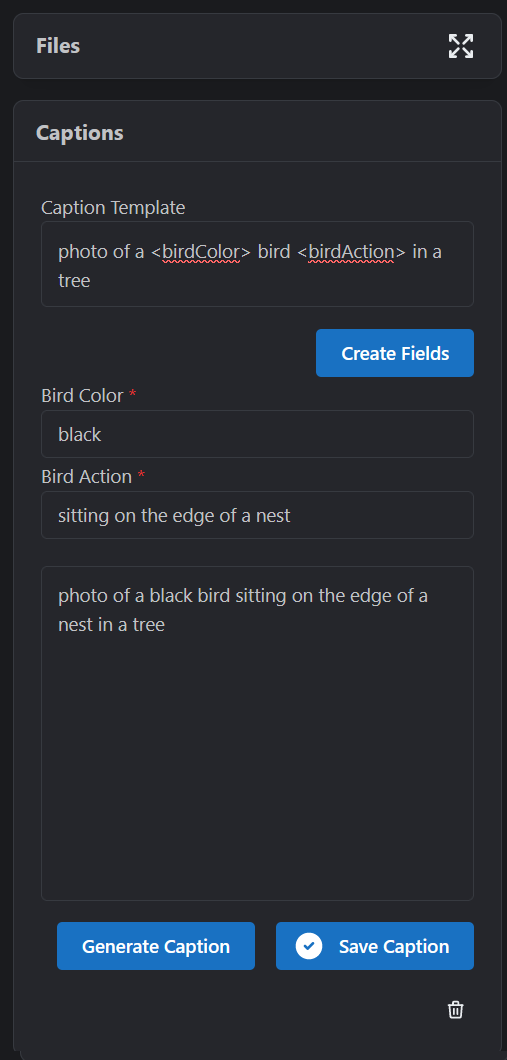 Files
Captions
Caption Template
photo of a <birdColor> bird <birdAction> in a
tree
Create Fields
Bird Color *
black
Bird Action *
sitting on the edge of a nest
photo of a black bird sitting on the edge of a
nest in a tree
Generate Caption
Save Caption